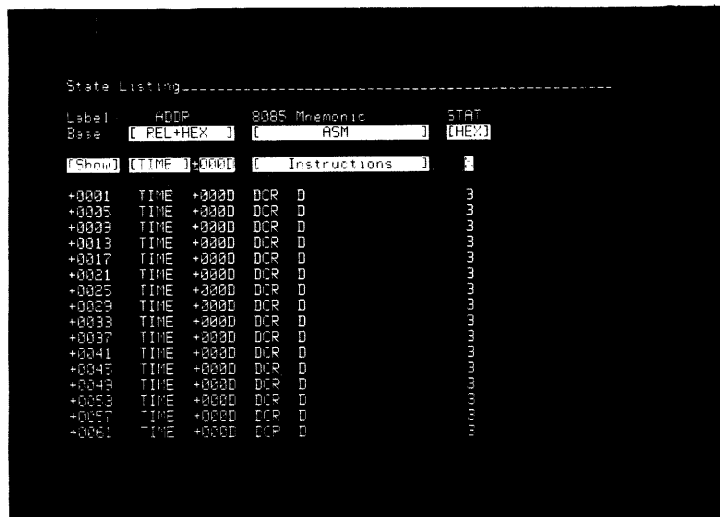 State Listing
Label ADDR 8085 Mnemonic STAT
Base [ REL+HEX ] [ ASM ] [HEX]
[Show] [TIME ]+000D [ Instructions ]
+0001 TIME +000D DCR D 3
+0005 TIME +000D DCR D 3
+0009 TIME +000D DCR D 3
+0013 TIME +000D DCR D 3
+0017 TIME +000D DCR D 3
+0021 TIME +000D DCR D 3
+0025 TIME +000D DCR D 3
+0029 TIME +000D DCR D 3
+0033 TIME +000D DCR D 3
+0037 TIME +000D DCR D 3
+0041 TIME +000D DCR D 3
+0045 TIME +000D DCR D 3
+0049 TIME +000D DCR D 3
+0053 TIME +000D DCR D 3
+0057 TIME +000D DCR D 3
+0061 TIME +000D DCR D 3